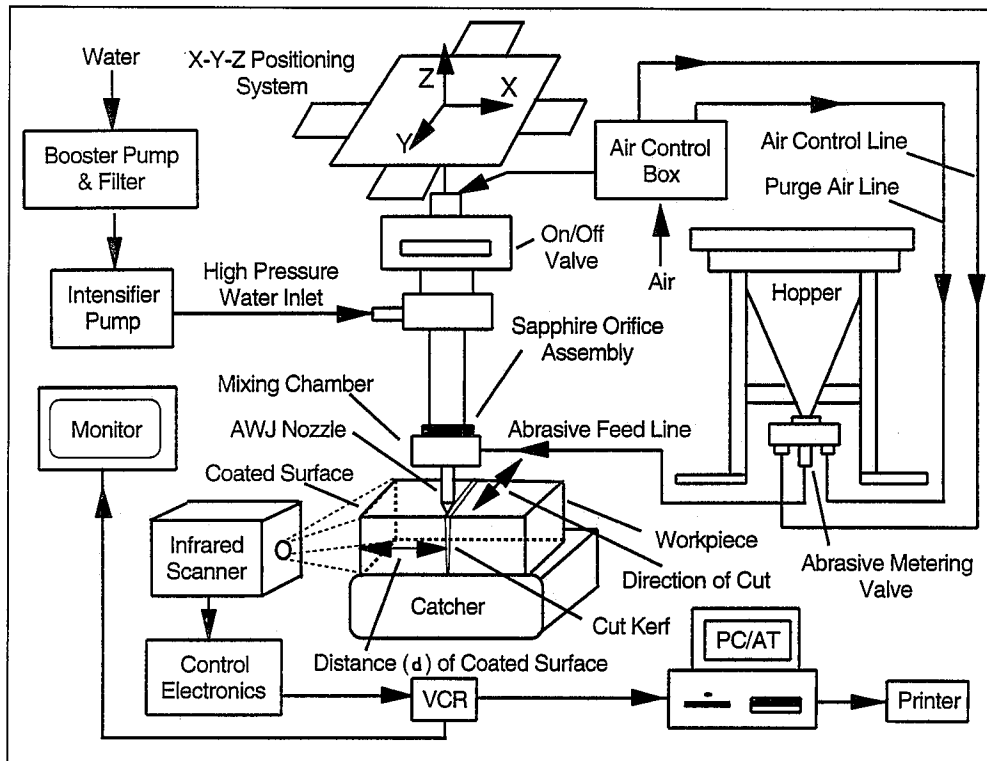 Water
X-Y-Z Positioning
System
Z
X
Y
Booster Pump
& Filter
Air Control
Box
Air Control Line
Purge Air Line
On/Off
Valve
Air
Hopper
Intensifier
Pump
High Pressure
Water Inlet
Sapphire Orifice
Assembly
Mixing Chamber
Monitor
AWJ Nozzle
Abrasive Feed Line
Coated Surface
Infrared
Scanner
Workpiece
Abrasive Metering
Valve
Direction of Cut
Catcher
Cut Kerf
Control
Electronics
Distance (d) of Coated Surface
VCR
PC/AT
Printer